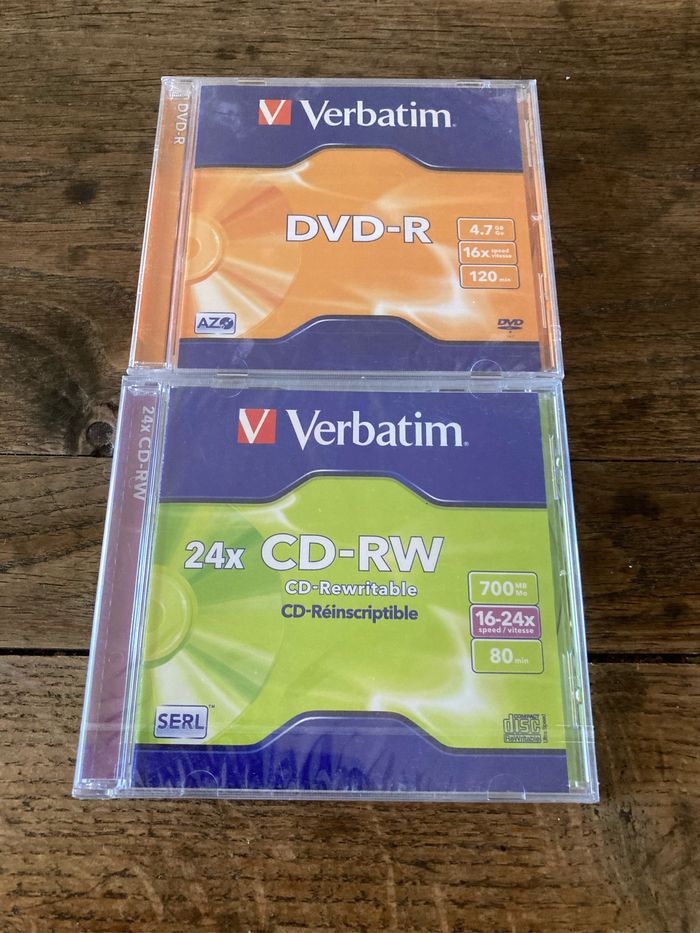 DVD-R
Verbatim
DVD-R
4.7 GB Go
16x speed vitesse
120 min
AZO
DVD
24x CD-RW
Verbatim
24x CD-RW
CD-Rewritable
CD-Réinscriptible
700 MB Mo
16-24x
speed / vitesse
80 min
SERL™
COMPACT
disc
ReWritable